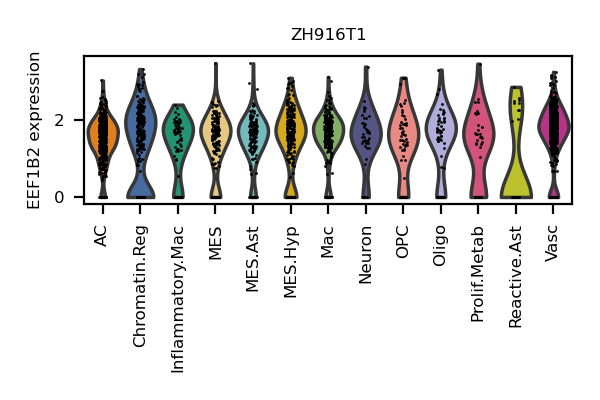 ZH916T1
EEF1B2 expression
2
0
AC
Chromatin.Reg
Inflammatory.Mac
MES
MES.Ast
MES.Hyp
Mac
Neuron
OPC
Oligo
Prolif.Metab
Reactive.Ast
Vasc